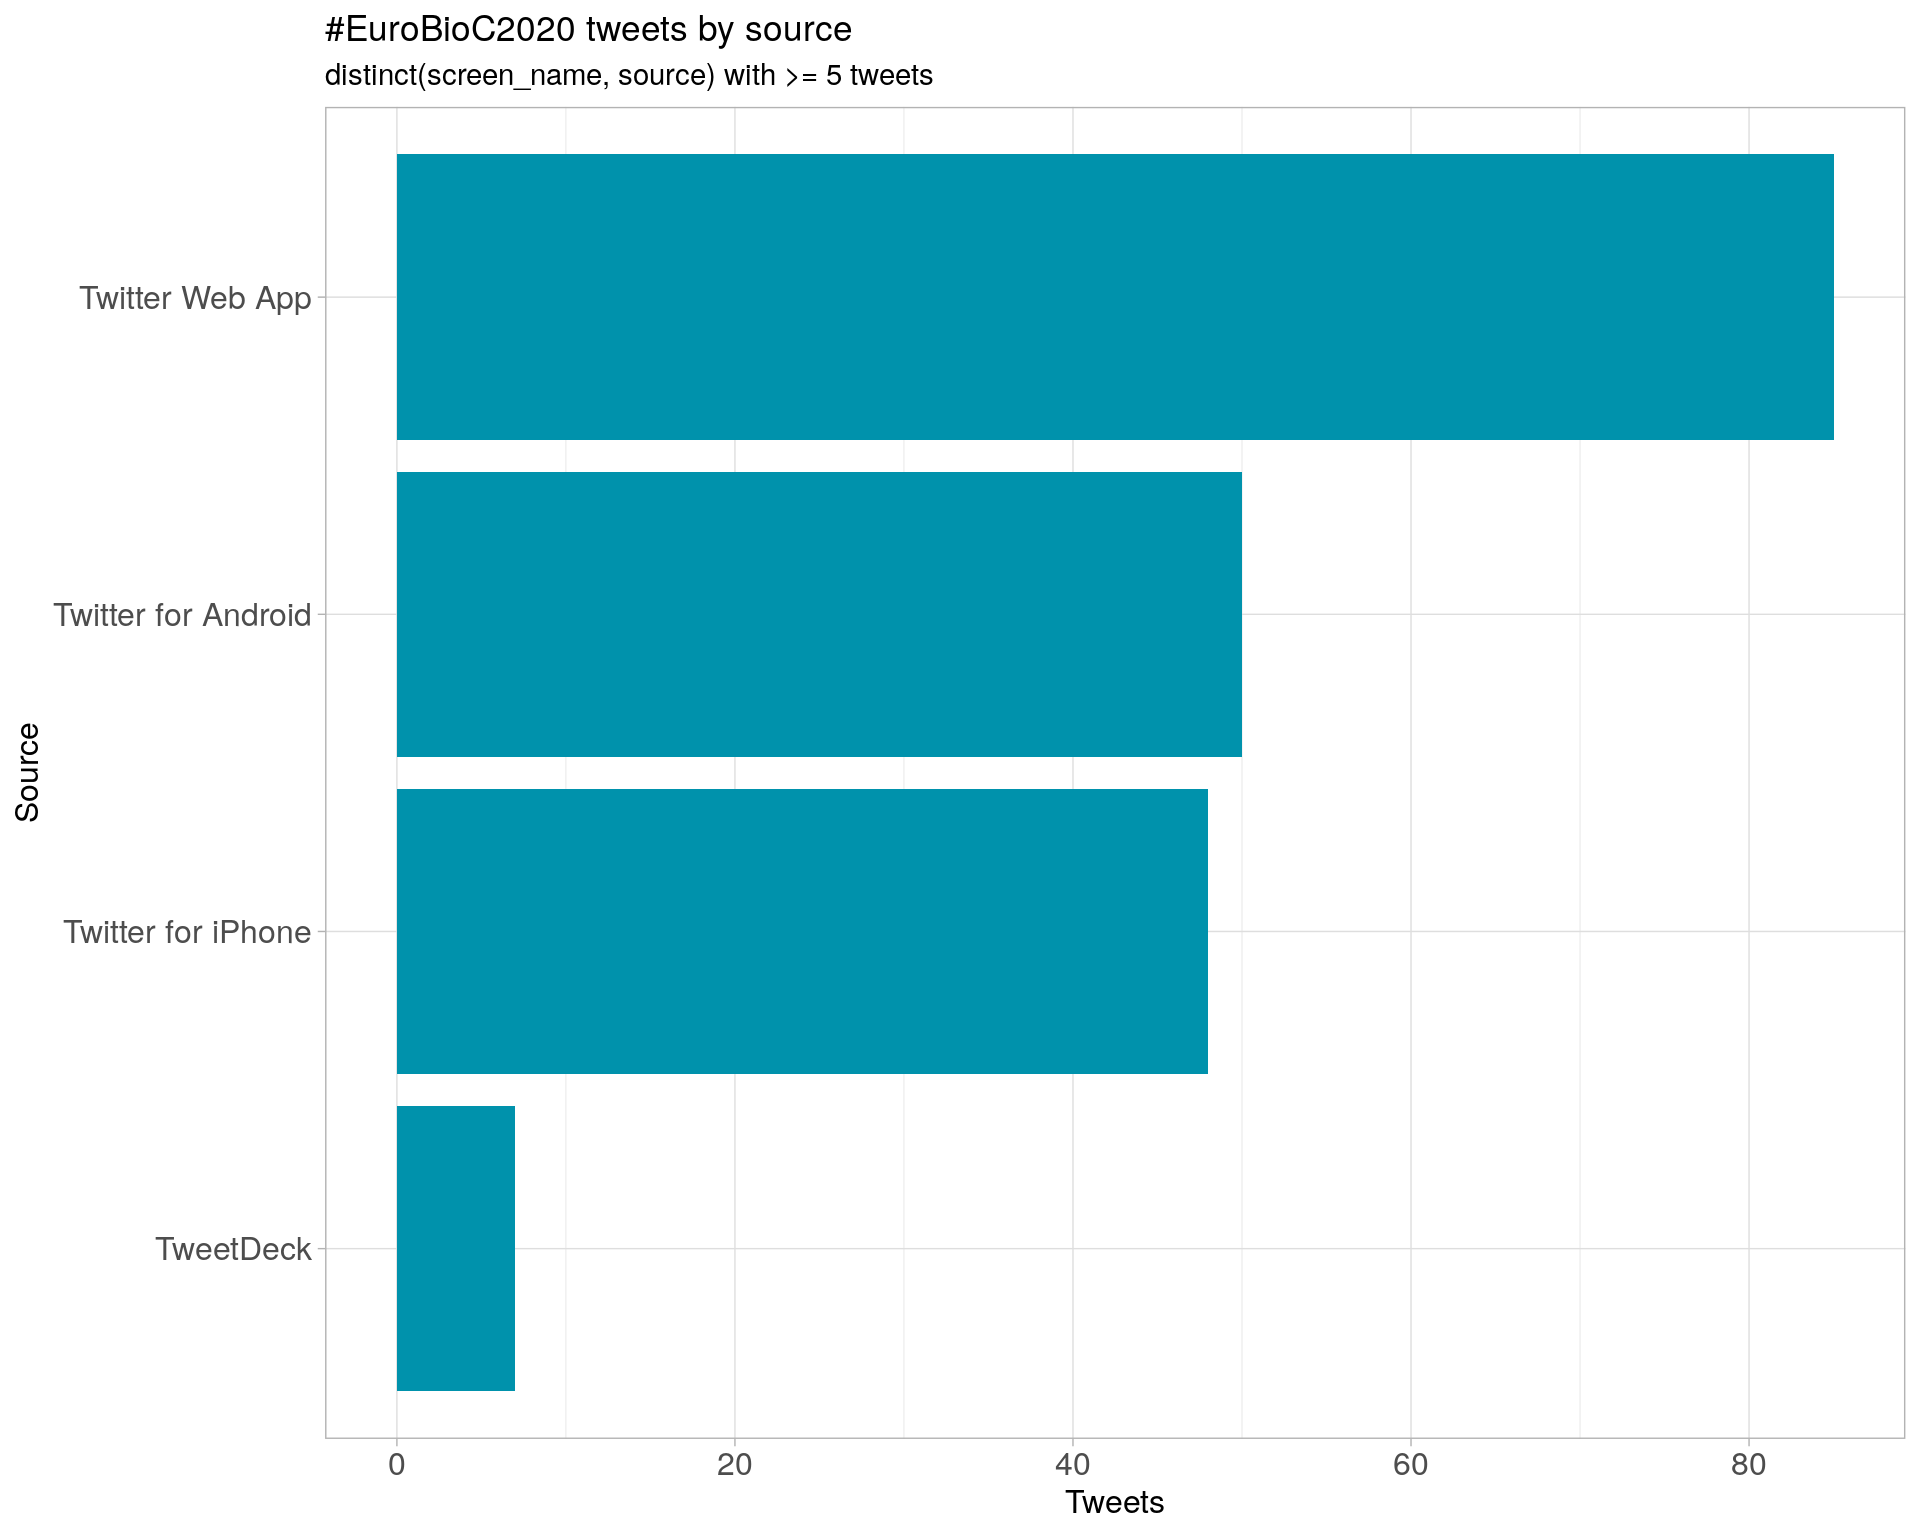 #EuroBioC2020 tweets by source
distinct(screen_name, source) with >= 5 tweets
Source
Twitter Web App
Twitter for Android
Twitter for iPhone
TweetDeck
0 20 40 60 80
Tweets